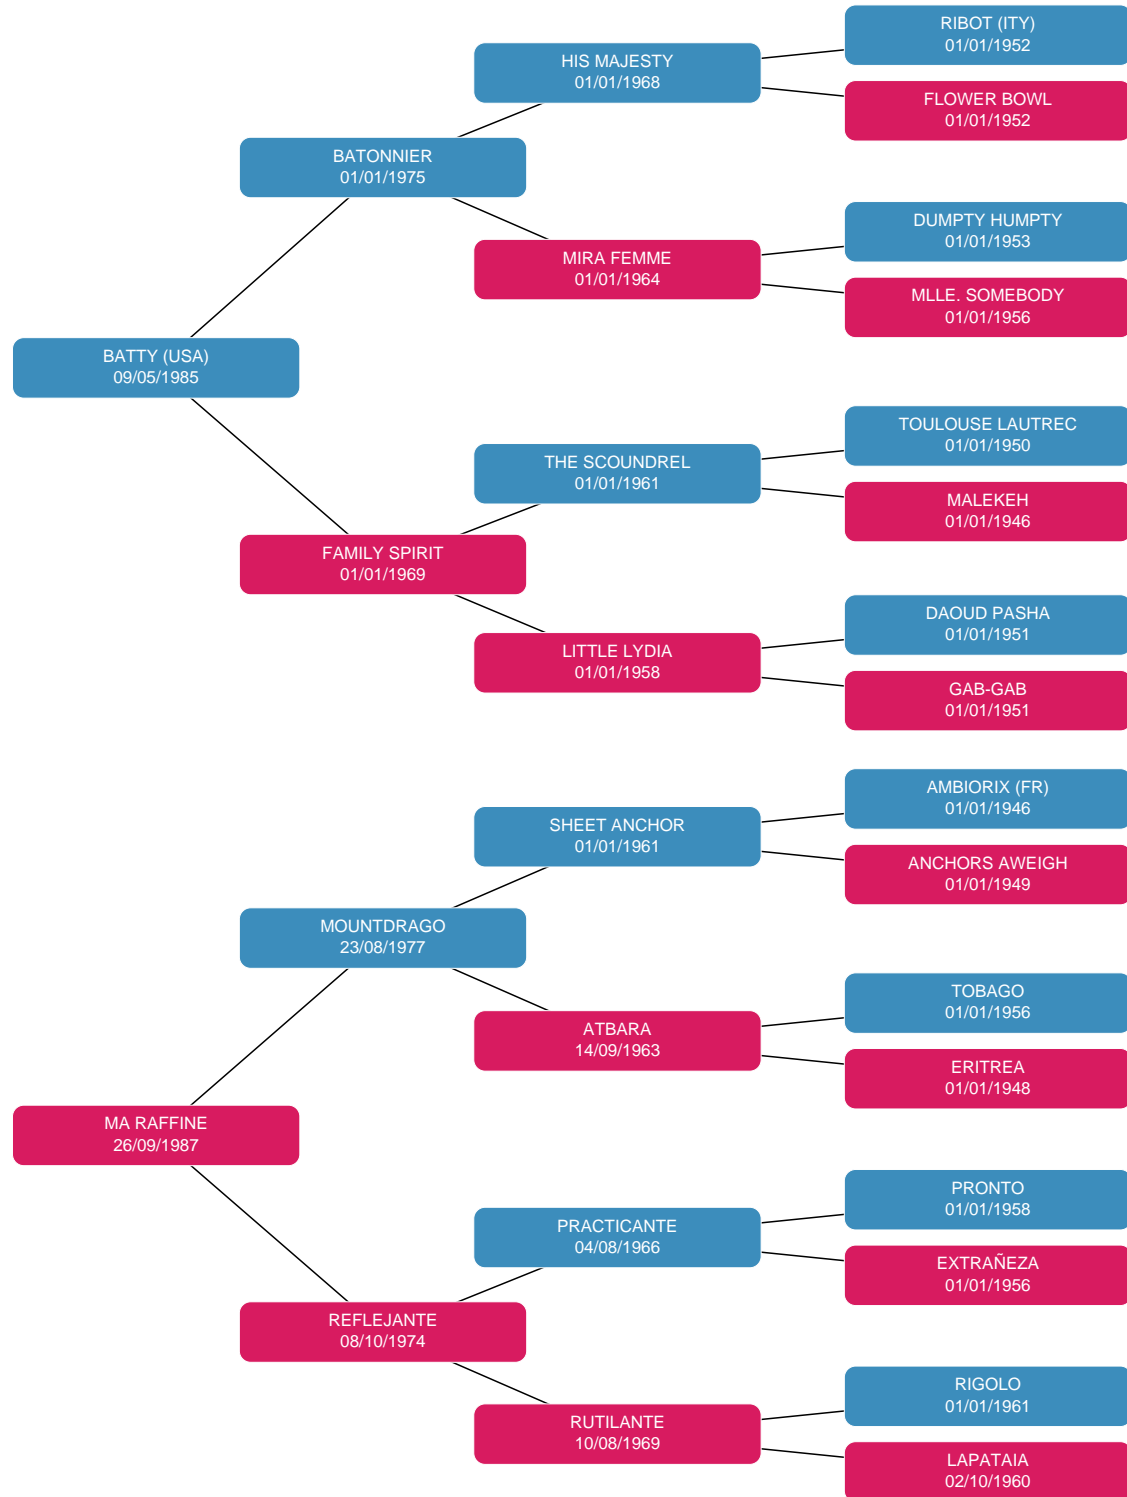 RIBOT (ITY)
01/01/1952
HIS MAJESTY
01/01/1968
FLOWER BOWL
01/01/1952
BATONNIER
01/01/1975
DUMPTY HUMPTY
01/01/1953
MIRA FEMME
01/01/1964
MLLE. SOMEBODY
01/01/1956
BATTY (USA)
09/05/1985
TOULOUSE LAUTREC
01/01/1950
THE SCOUNDREL
01/01/1961
MALEKEH
01/01/1946
FAMILY SPIRIT
01/01/1969
DAOUD PASHA
01/01/1951
LITTLE LYDIA
01/01/1958
GAB-GAB
01/01/1951
AMBIORIX (FR)
01/01/1946
SHEET ANCHOR
01/01/1961
ANCHORS AWEIGH
01/01/1949
MOUNTDRAGO
23/08/1977
TOBAGO
01/01/1956
ATBARA
14/09/1963
ERITREA
01/01/1948
MA RAFFINE
26/09/1987
PRONTO
01/01/1958
PRACTICANTE
04/08/1966
EXTRAÑEZA
01/01/1956
REFLEJANTE
08/10/1974
RIGOLO
01/01/1961
RUTILANTE
10/08/1969
LAPATAIA
02/10/1960